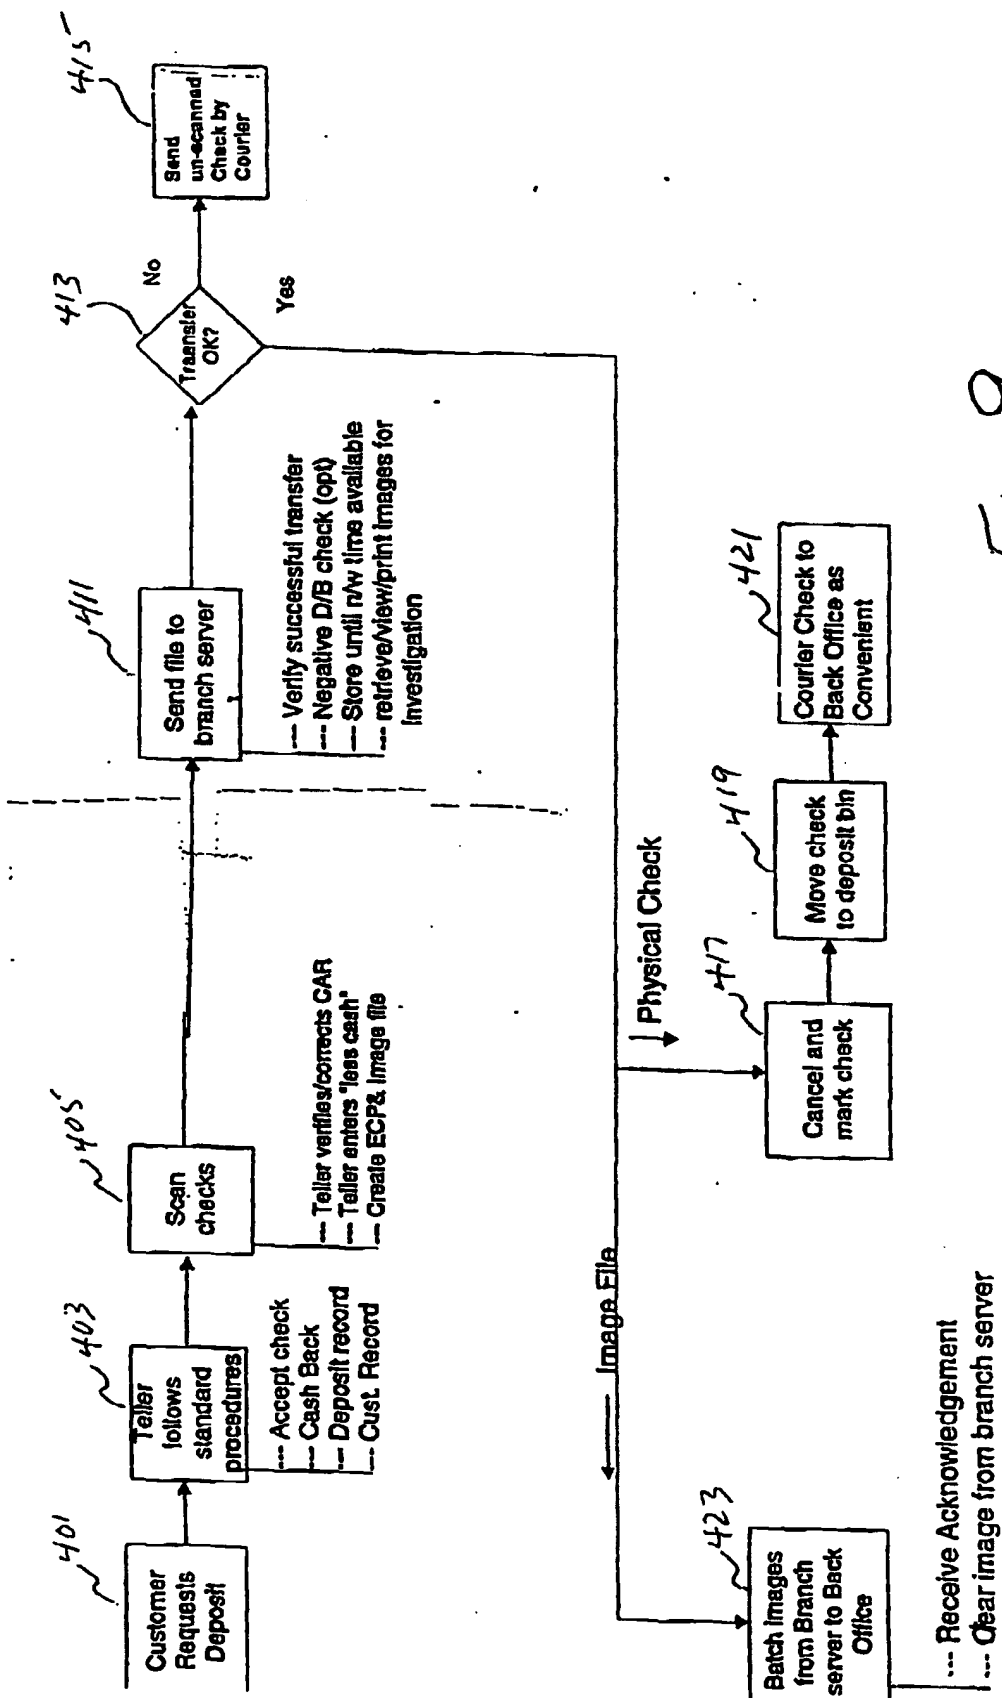 401
Customer
Requests
Deposit
403
Teller
follows
standard
procedures
--- Accept check
--- Cash Back
--- Deposit record
--- Cust. Record
405
Scan
checks
--- Teller verifies/corrects CAR
--- Teller enters "less cash"
--- Create ECP& Image file
411
Send file to
branch server
--- Verify successful transfer
--- Negative D/B check (opt)
--- Store until n/w time available
--- retrieve/view/print images for
Investigation
413
Traanster
OK?
No
Yes
415
Send
un-scanned
Check by
Courier
Image File
Physical Check
417
Cancel and
mark check
419
Move check
to deposit bin
421
Courier Check to
Back Office as
Convenient
423
Batch Images
from Branch
server to Back
Office
--- Receive Acknowledgement
--- Clear image from branch server